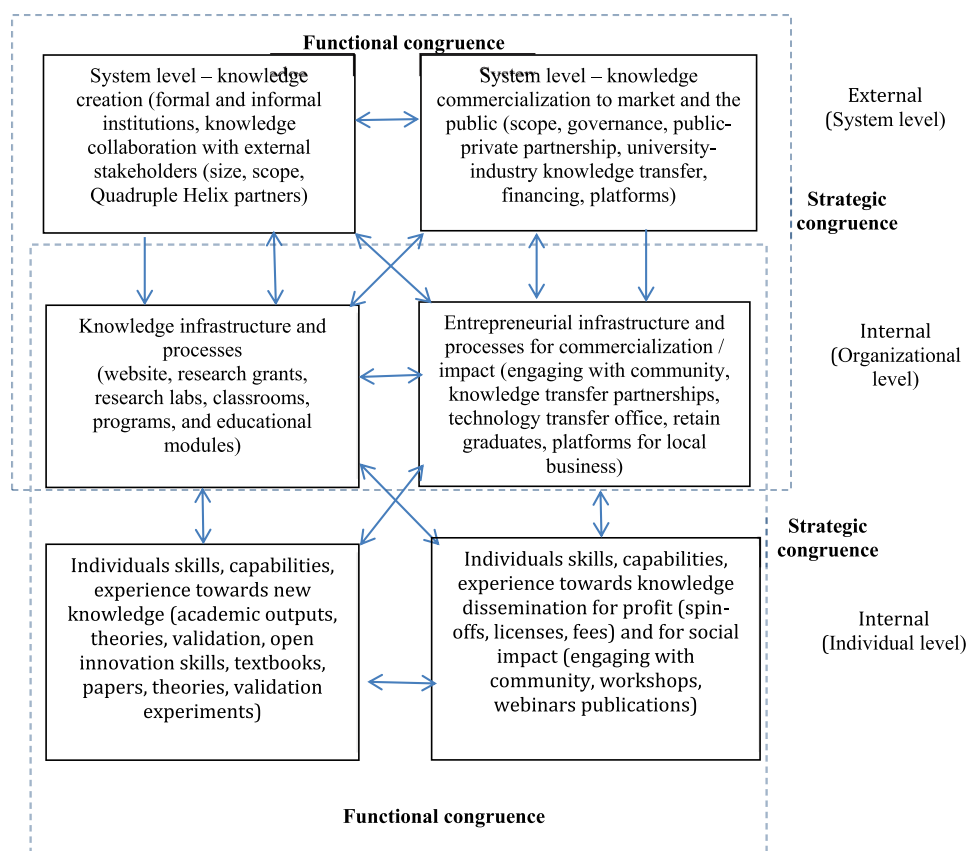 Functional congruence
System level – knowledge
creation (formal and informal
institutions, knowledge
collaboration with external
stakeholders (size, scope,
Quadruple Helix partners)
System level – knowledge
commercialization to market and the
public (scope, governance, public-
private partnership, university-
industry knowledge transfer,
financing, platforms)
External
(System level)
Strategic
congruence
Knowledge infrastructure and
processes
(website, research grants,
research labs, classrooms,
programs, and educational
modules)
Entrepreneurial infrastructure and
processes for commercialization /
impact (engaging with community,
knowledge transfer partnerships,
technology transfer office, retain
graduates, platforms for local
business)
Internal
(Organizational
level)
Strategic
congruence
Individuals skills, capabilities,
experience towards new
knowledge (academic outputs,
theories, validation, open
innovation skills, textbooks,
papers, theories, validation
experiments)
Individuals skills, capabilities,
experience towards knowledge
dissemination for profit (spin-
offs, licenses, fees) and for social
impact (engaging with
community, workshops,
webinars publications)
Internal
(Individual level)
Functional congruence